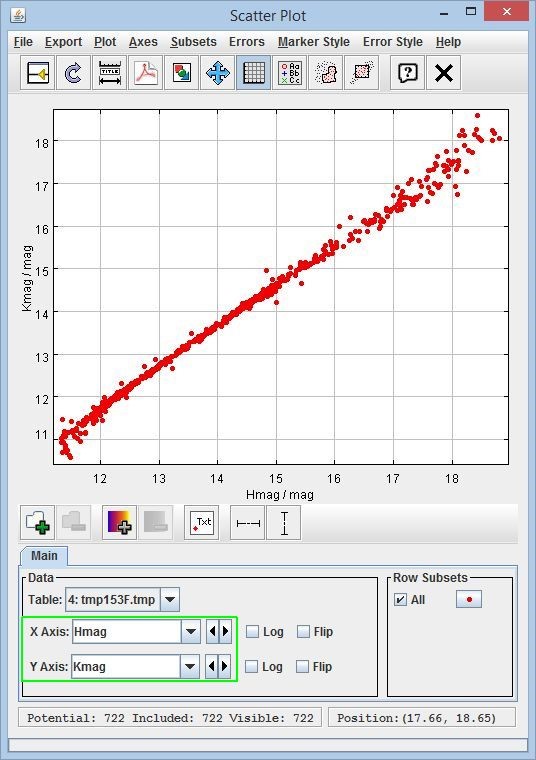 Scatter Plot
File Export Plot Axes Subsets Errors Marker Style Error Style Help
TITLE Aa Bb Cc ?
18
17
16
15
14
13
12
11
Kmag / mag
12 13 14 15 16 17 18
Hmag / mag
Txt
Main
Data
Row Subsets
Table: 4: tmp153F.tmp
All
X Axis: Hmag Log Flip
Y Axis: Kmag Log Flip
Potential: 722 Included: 722 Visible: 722 Position:(17.66, 18.65)